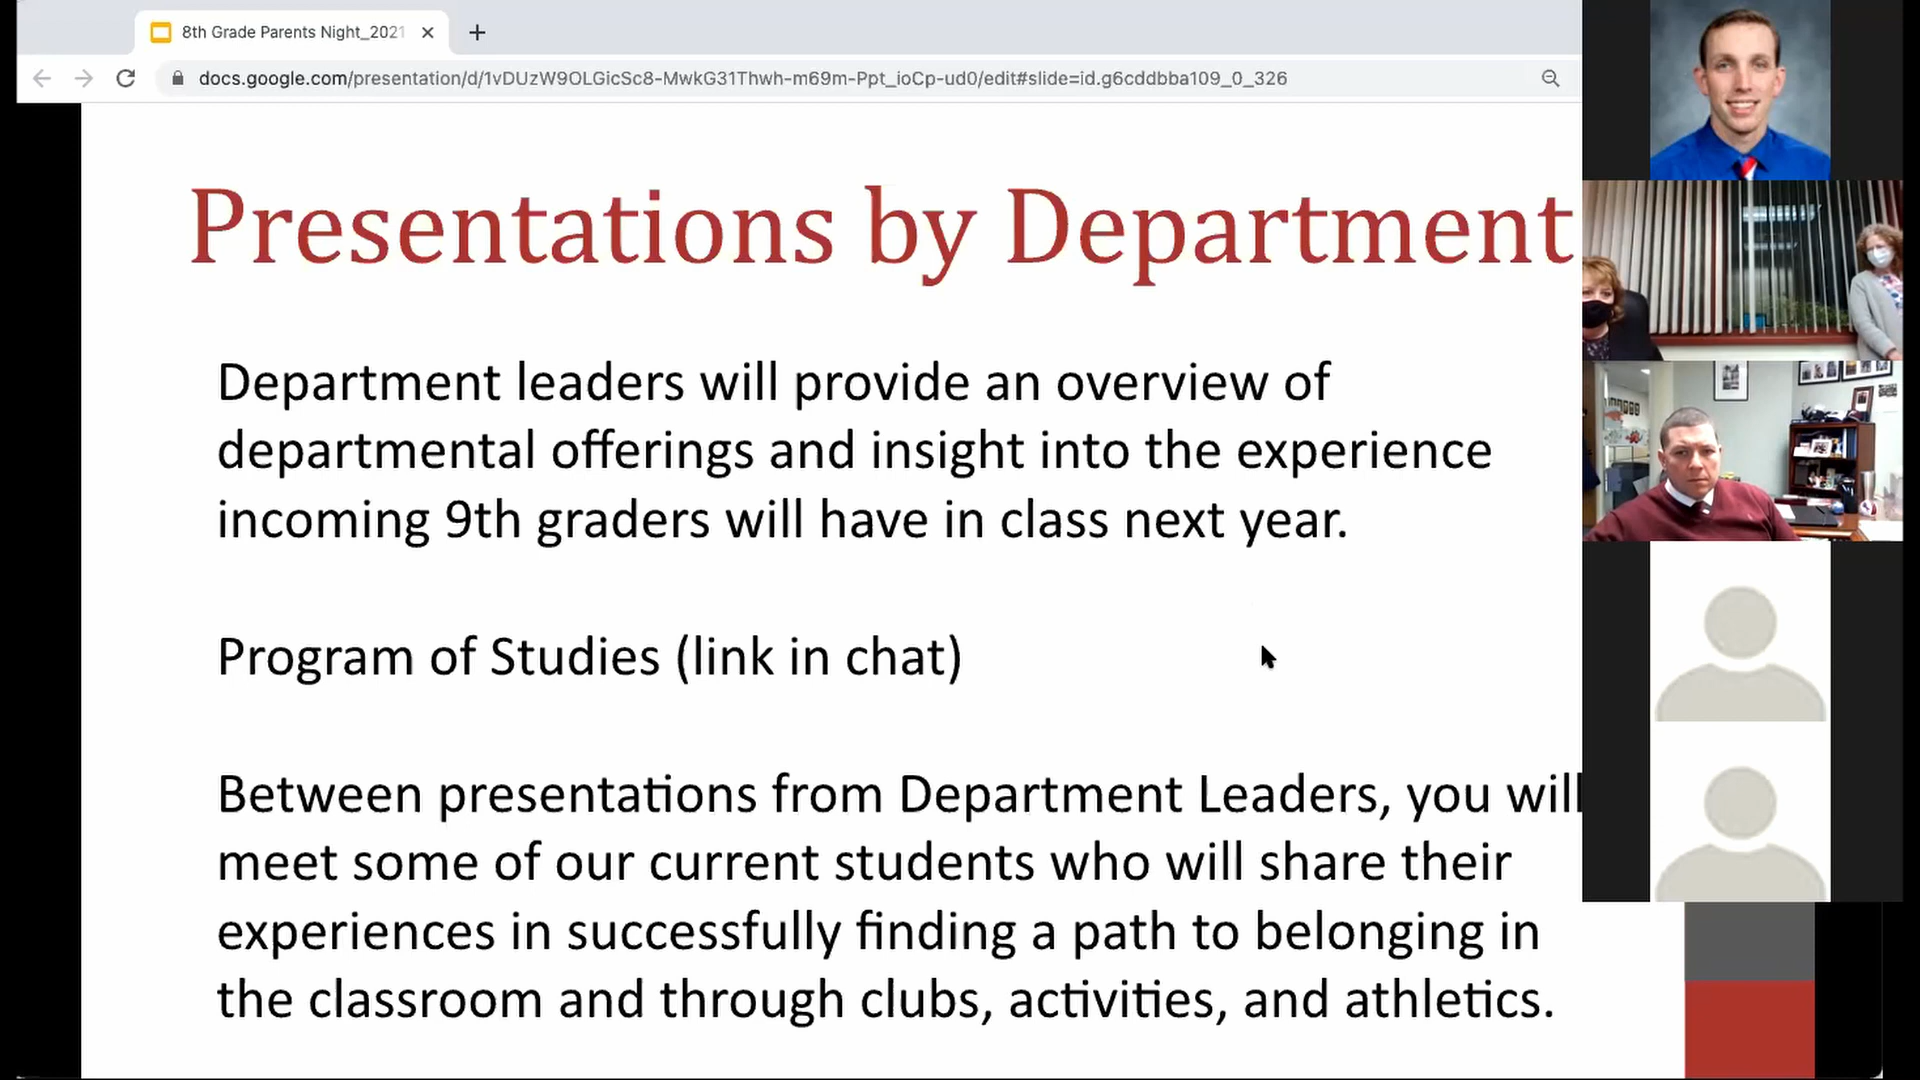 8th Grade Parents Night_2021
docs.google.com/presentation/d/1vDUzW9OLGicSc8-MwkG31Thwh-m69m-Ppt_ioCp-ud0/edit#slide=id.g6cddbba109_0_326
Presentations by Department
Department leaders will provide an overview of
departmental offerings and insight into the experience
incoming 9th graders will have in class next year.
Program of Studies (link in chat)
Between presentations from Department Leaders, you will
meet some of our current students who will share their
experiences in successfully finding a path to belonging in
the classroom and through clubs, activities, and athletics.